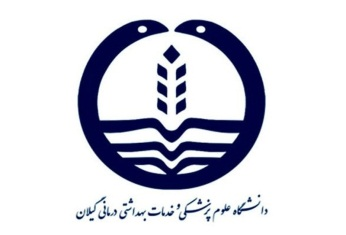 دانشگاه علوم پزشکی و خدمات بهداشتی درمانی گیلان